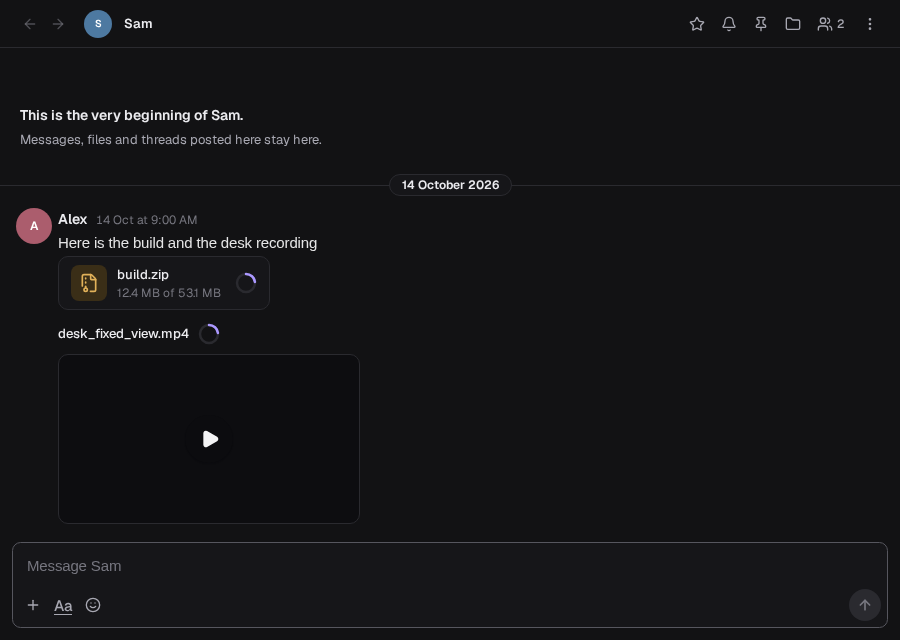 S
Sam
2
This is the very beginning of Sam.
Messages, files and threads posted here stay here.
14 October 2026
A
Alex 14 Oct at 9:00 AM
Here is the build and the desk recording
build.zip
12.4 MB of 53.1 MB
desk_fixed_view.mp4
Message Sam
Aa